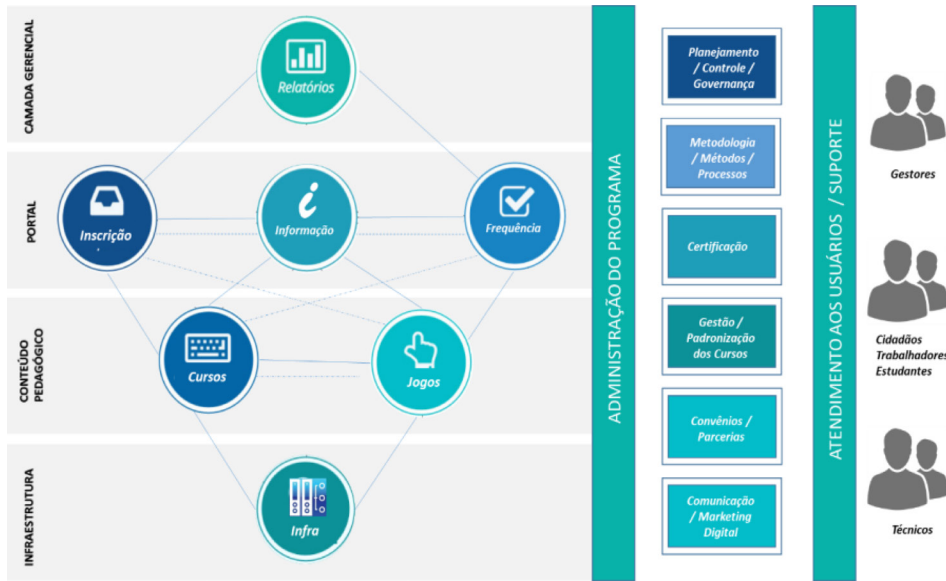 CAMADA GERENCIAL
Relatórios
PORTAL
Inscrição
Informação
Frequência
CONTEÚDO
PEDAGÓGICO
Cursos
Jogos
INFRAESTRUTURA
Infra
ADMINISTRAÇÃO DO PROGRAMA
Planejamento
/ Controle /
Governança
Metodologia
/ Métodos /
Processos
Certificação
Gestão /
Padronização
dos Cursos
Convênios /
Parcerias
Comunicação
/ Marketing
Digital
ATENDIMENTO AOS USUÁRIOS / SUPORTE
Gestores
Cidadãos
Trabalhadores
Estudantes
Técnicos